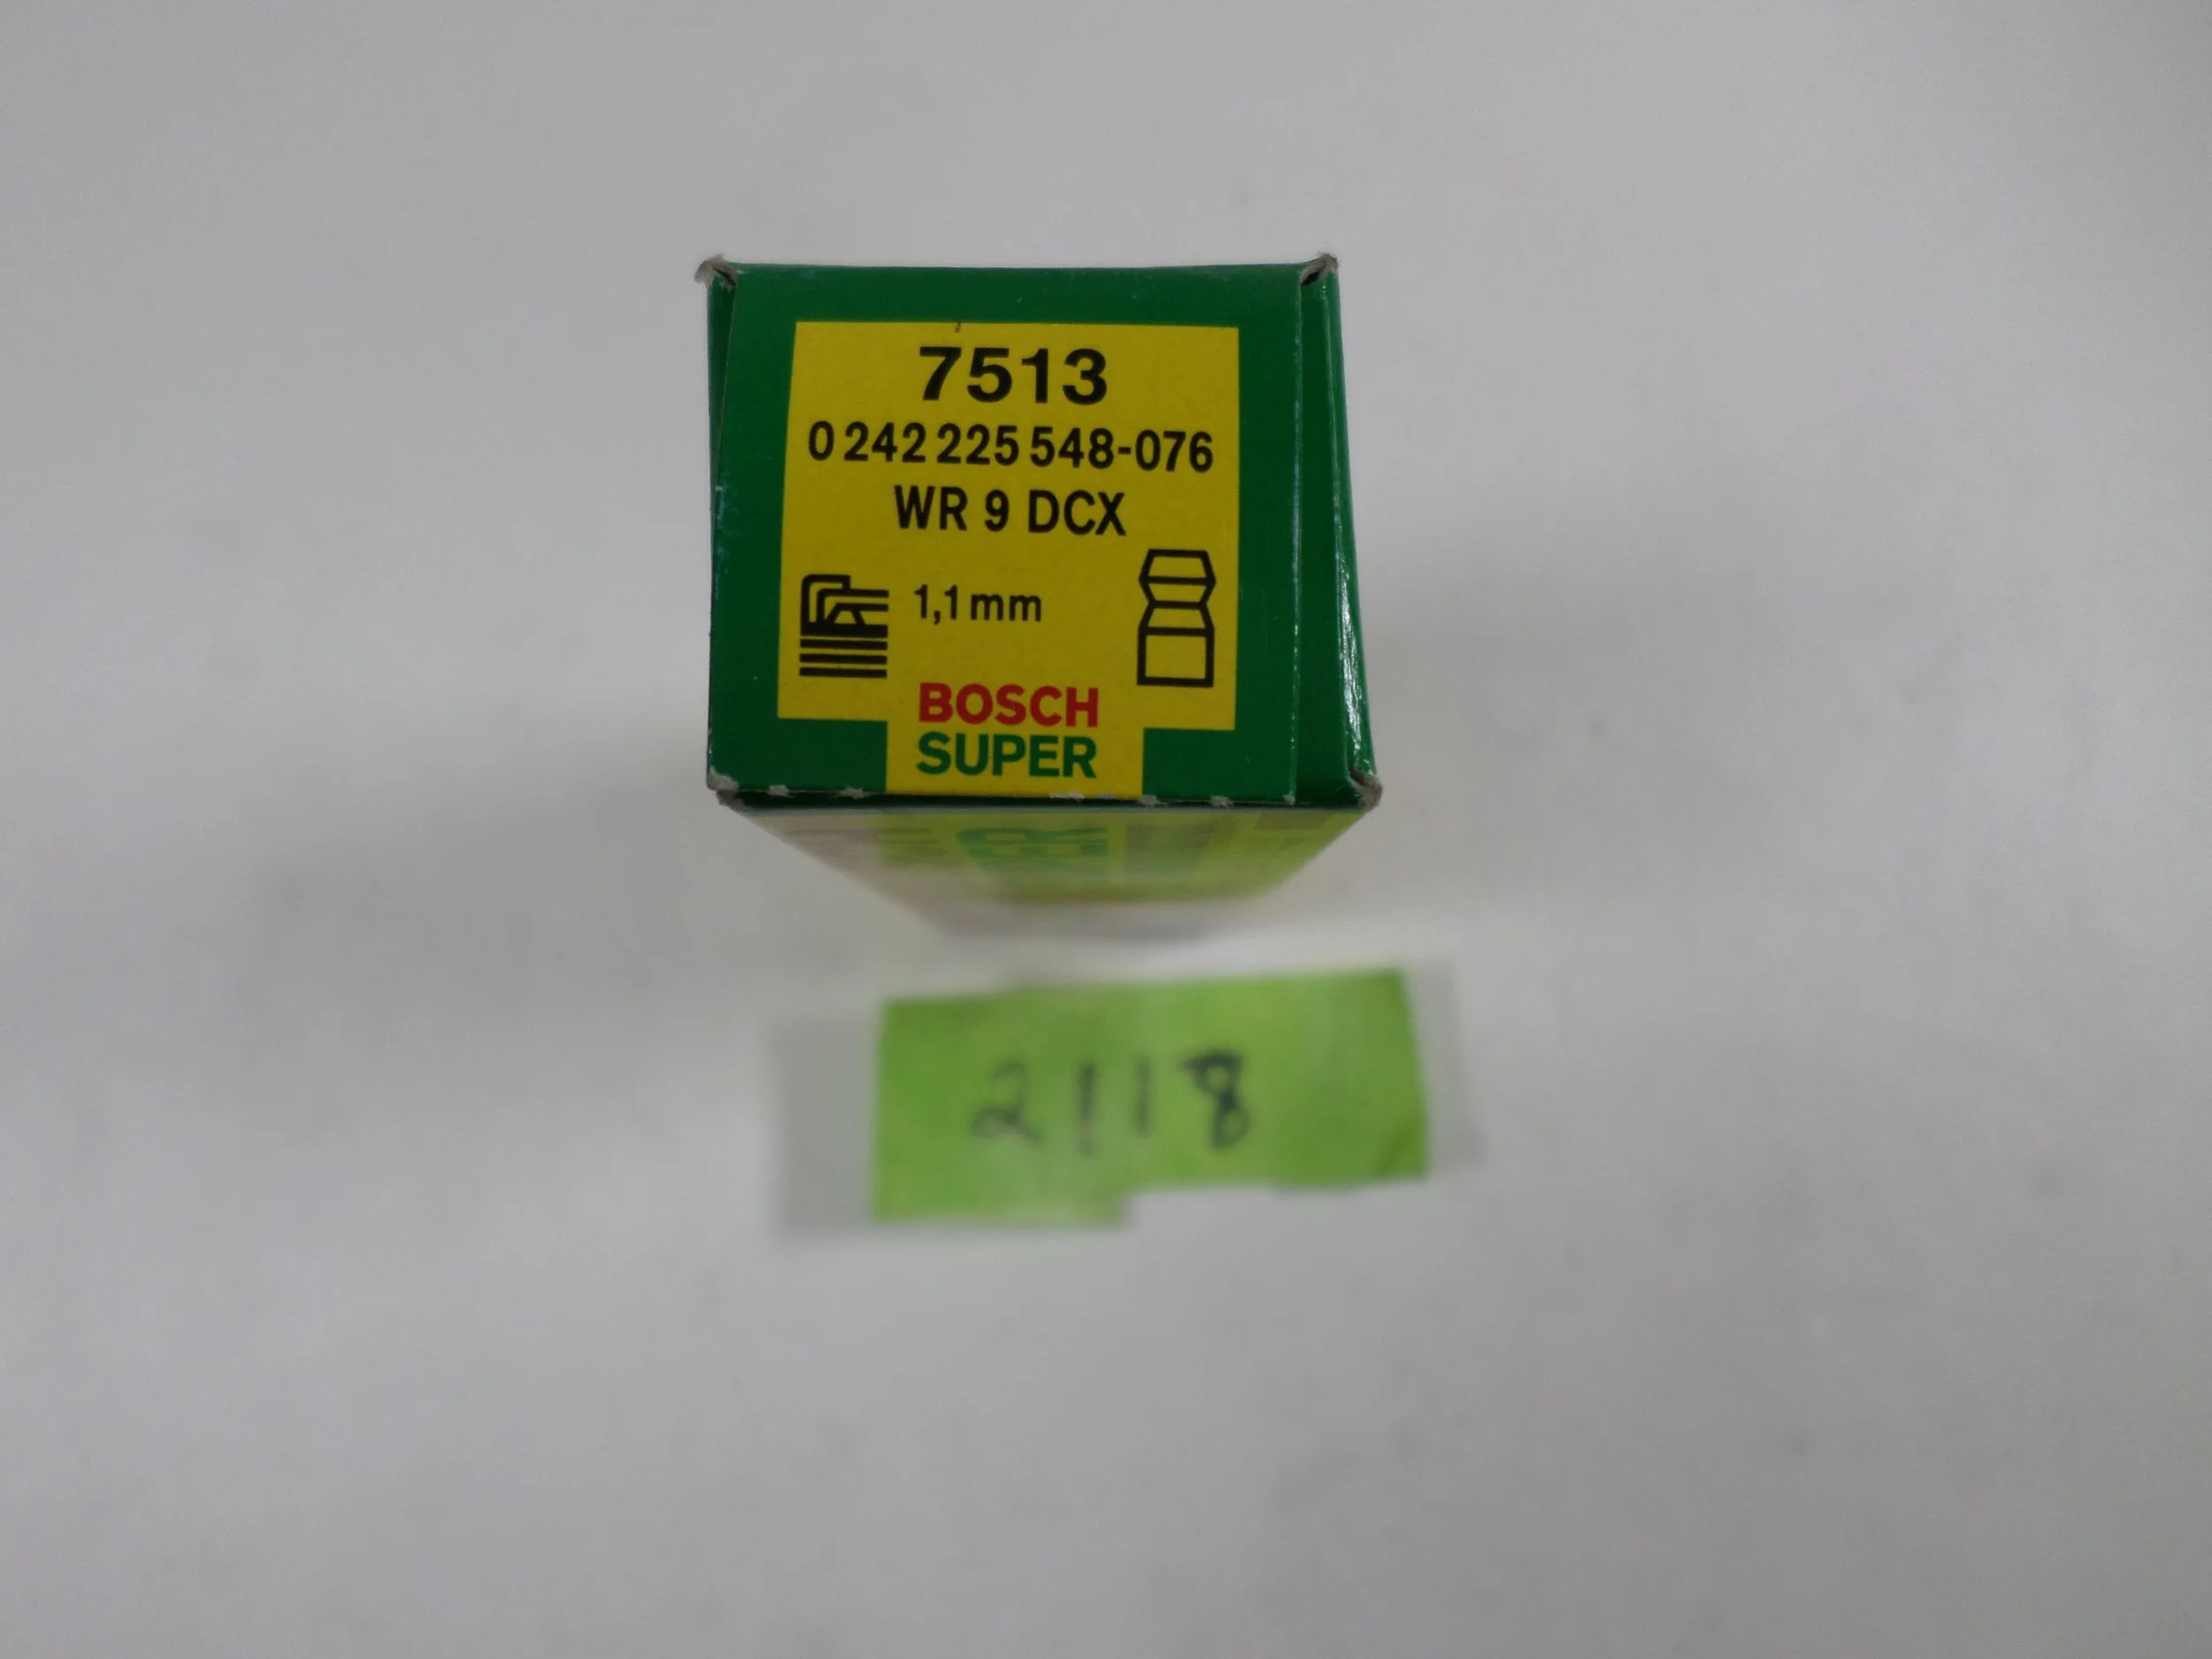 7513
0 242 225 548-076
WR 9 DCX
1,1 mm
BOSCH
SUPER
2118